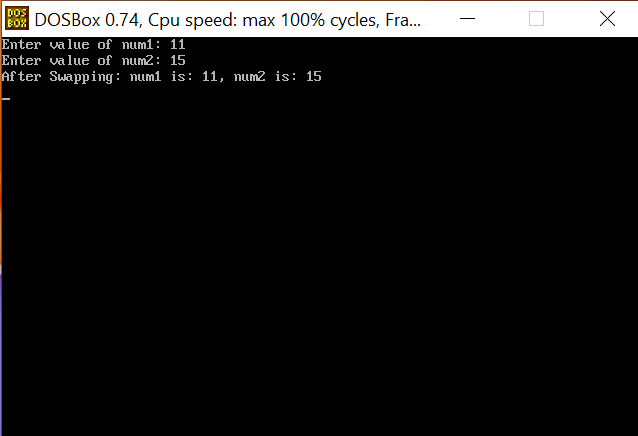 DOS
BOX
DOSBox 0.74, Cpu speed: max 100% cycles, Fra...
Enter value of num1: 11
Enter value of num2: 15
After Swapping: num1 is: 11, num2 is: 15